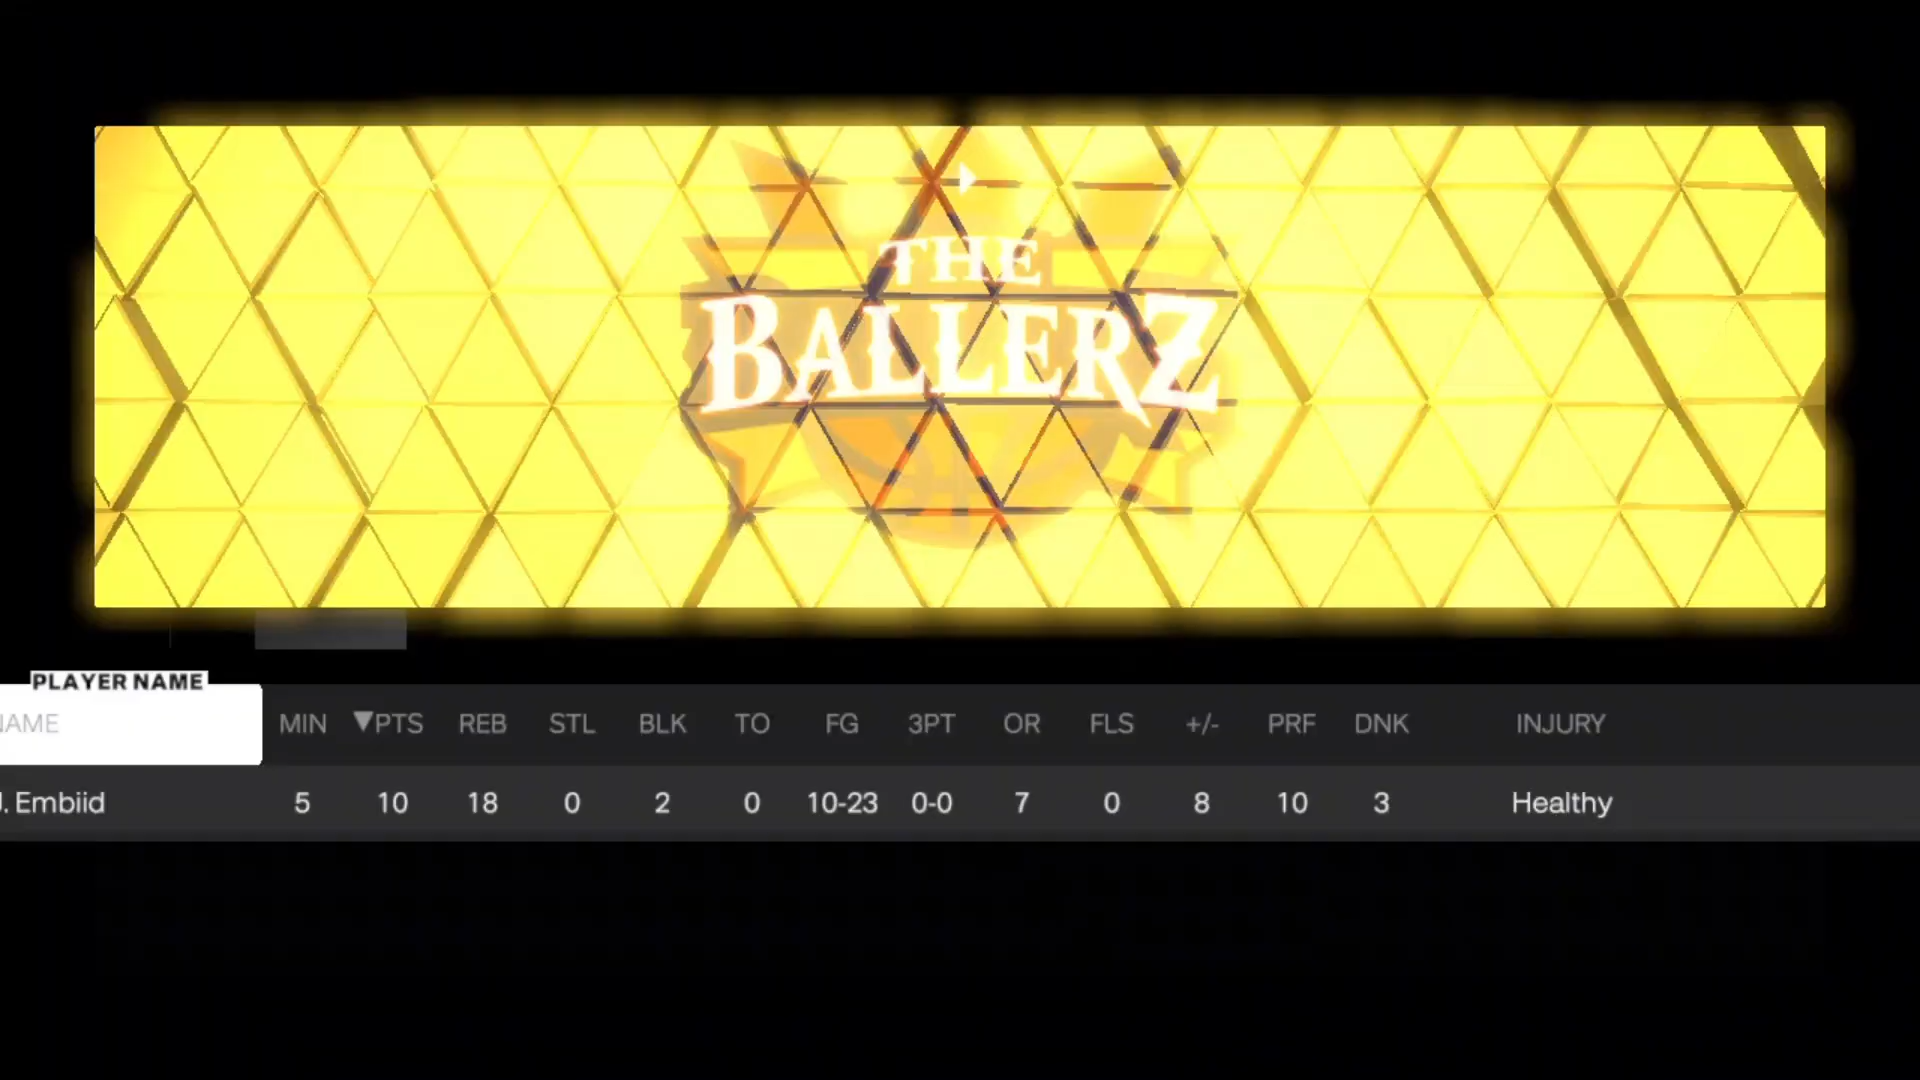 THE
BALLERZ
PLAYER NAME
NAME MIN ▼PTS REB STL BLK TO FG 3PT OR FLS +/- PRF DNK INJURY
J. Embiid 5 10 18 0 2 0 10-23 0-0 7 0 8 10 3 Healthy